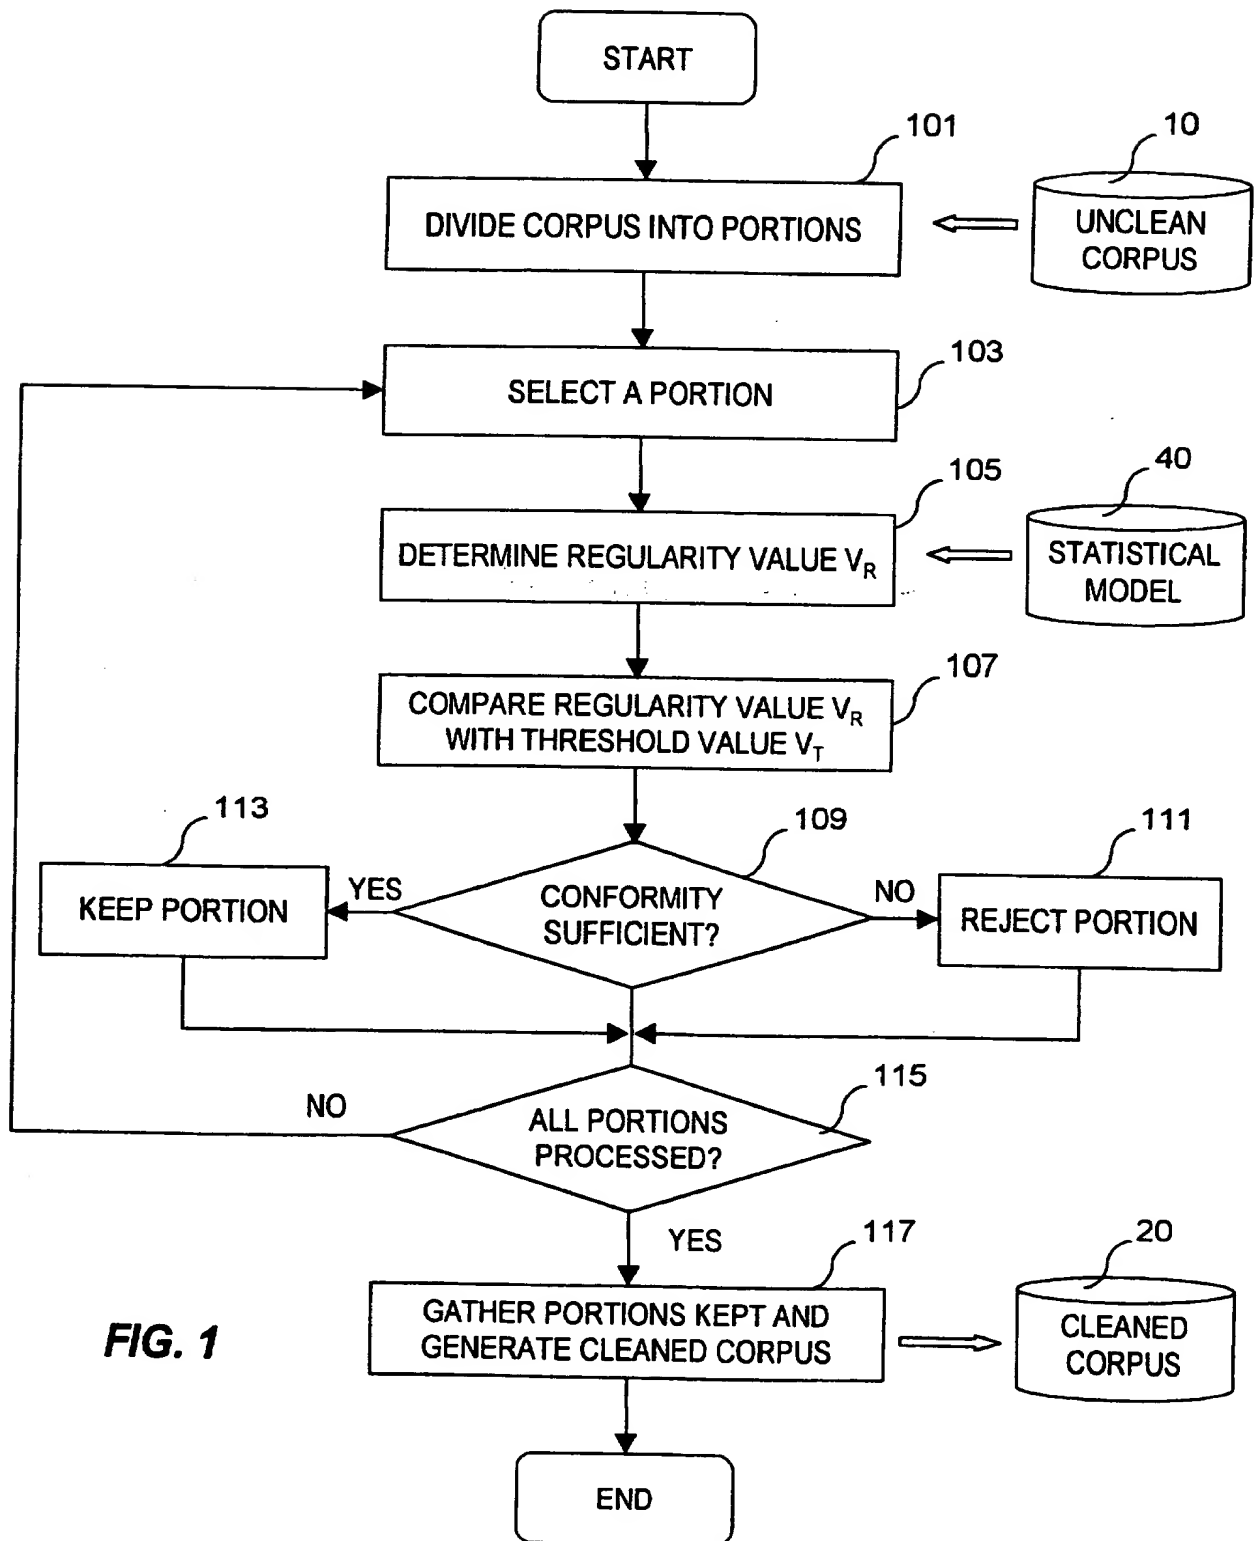 START
101
10
DIVIDE CORPUS INTO PORTIONS
UNCLEAN
CORPUS
103
SELECT A PORTION
105
40
DETERMINE REGULARITY VALUE VR
STATISTICAL
MODEL
107
COMPARE REGULARITY VALUE VR
WITH THRESHOLD VALUE VT
113
109
111
KEEP PORTION
YES
CONFORMITY
SUFFICIENT?
NO
REJECT PORTION
115
NO
ALL PORTIONS
PROCESSED?
YES
117
20
GATHER PORTIONS KEPT AND
GENERATE CLEANED CORPUS
CLEANED
CORPUS
FIG. 1
END